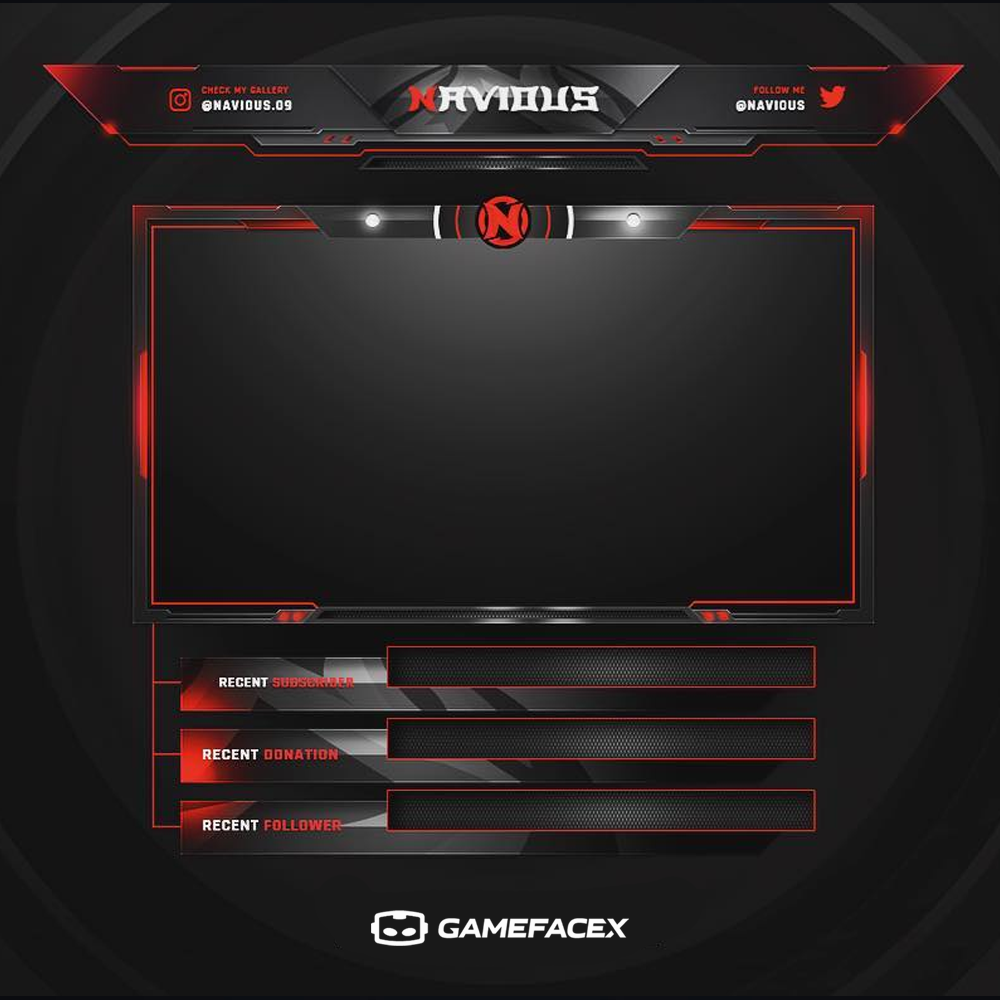 CHECK MY GALLERY
@NAVIOUS.09
NAVIOUS
FOLLOW ME
@NAVIOUS
N
RECENT SUBSCRIBER
RECENT DONATION
RECENT FOLLOWER
GAMEFACEX